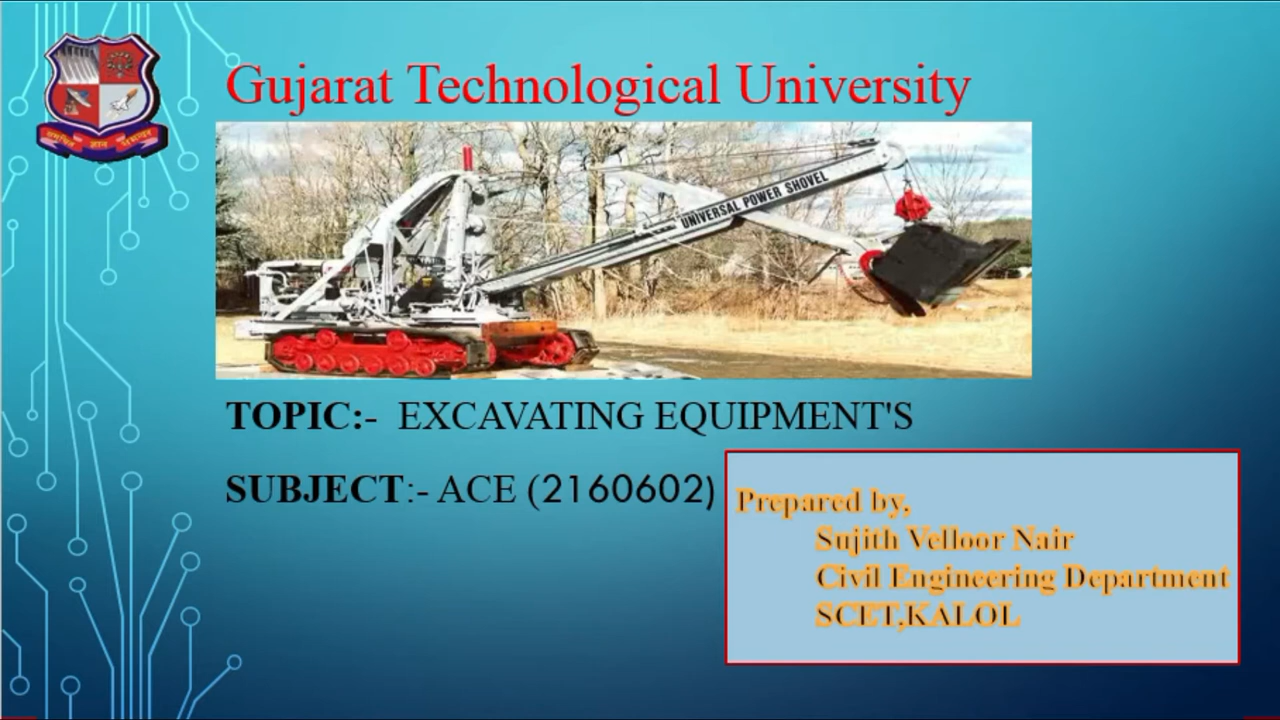 Gujarat Technological University
UNIVERSAL POWER SHOVEL
TOPIC:- EXCAVATING EQUIPMENT'S
SUBJECT:- ACE (2160602)
Prepared by,
Sujith Velloor Nair
Civil Engineering Department
SCET,KALOL